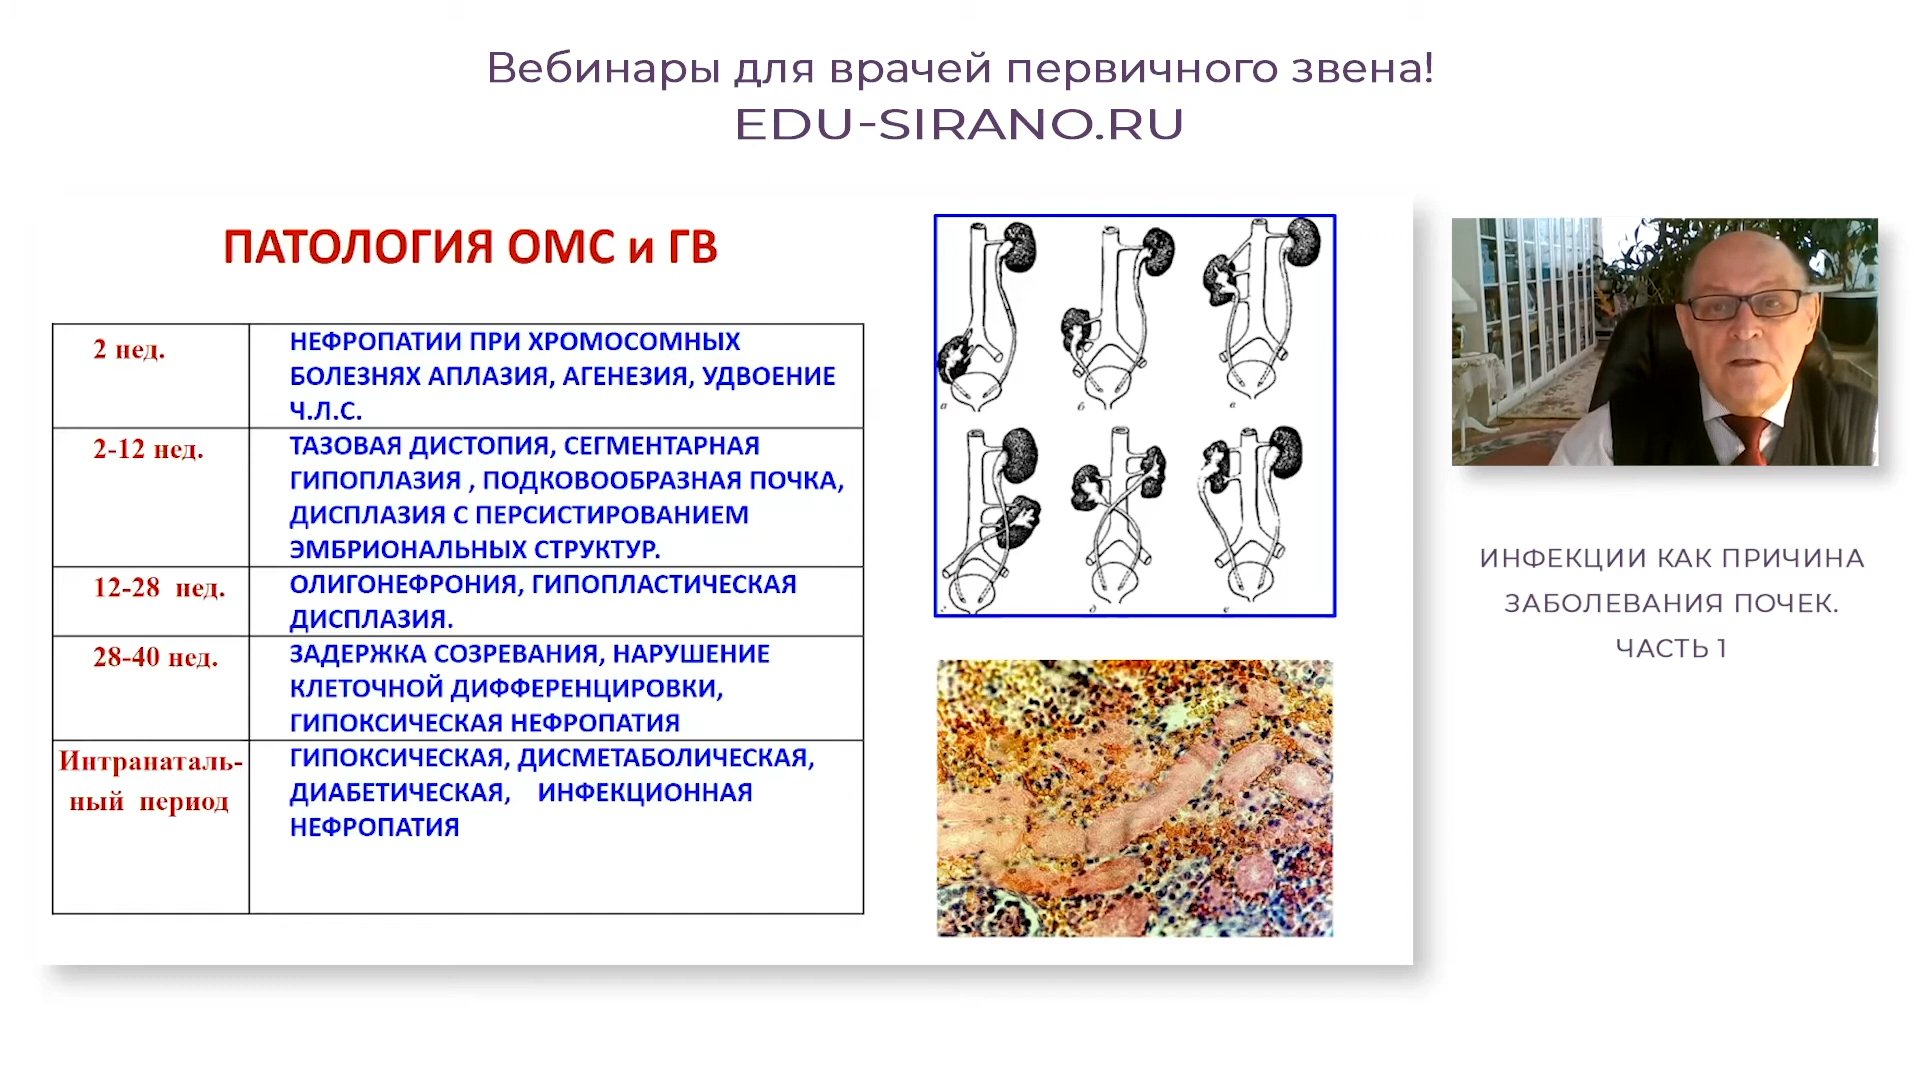 Вебинары для врачей первичного звена!
EDU-SIRANO.RU
ПАТОЛОГИЯ ОМС и ГВ
2 нед.
НЕФРОПАТИИ ПРИ ХРОМОСОМНЫХ
БОЛЕЗНЯХ АПЛАЗИЯ, АГЕНЕЗИЯ, УДВОЕНИЕ
Ч.Л.С.
2-12 нед.
ТАЗОВАЯ ДИСТОПИЯ, СЕГМЕНТАРНАЯ
ГИПОПЛАЗИЯ , ПОДКОВООБРАЗНАЯ ПОЧКА,
ДИСПЛАЗИЯ С ПЕРСИСТИРОВАНИЕМ
ЭМБРИОНАЛЬНЫХ СТРУКТУР.
12-28 нед.
ОЛИГОНЕФРОНИЯ, ГИПОПЛАСТИЧЕСКАЯ
ДИСПЛАЗИЯ.
28-40 нед.
ЗАДЕРЖКА СОЗРЕВАНИЯ, НАРУШЕНИЕ
КЛЕТОЧНОЙ ДИФФЕРЕНЦИРОВКИ,
ГИПОКСИЧЕСКАЯ НЕФРОПАТИЯ
Интранаталь-
ный период
ГИПОКСИЧЕСКАЯ, ДИСМЕТАБОЛИЧЕСКАЯ,
ДИАБЕТИЧЕСКАЯ, ИНФЕКЦИОННАЯ
НЕФРОПАТИЯ
а б в
г д е
ИНФЕКЦИИ КАК ПРИЧИНА
ЗАБОЛЕВАНИЯ ПОЧЕК.
ЧАСТЬ 1